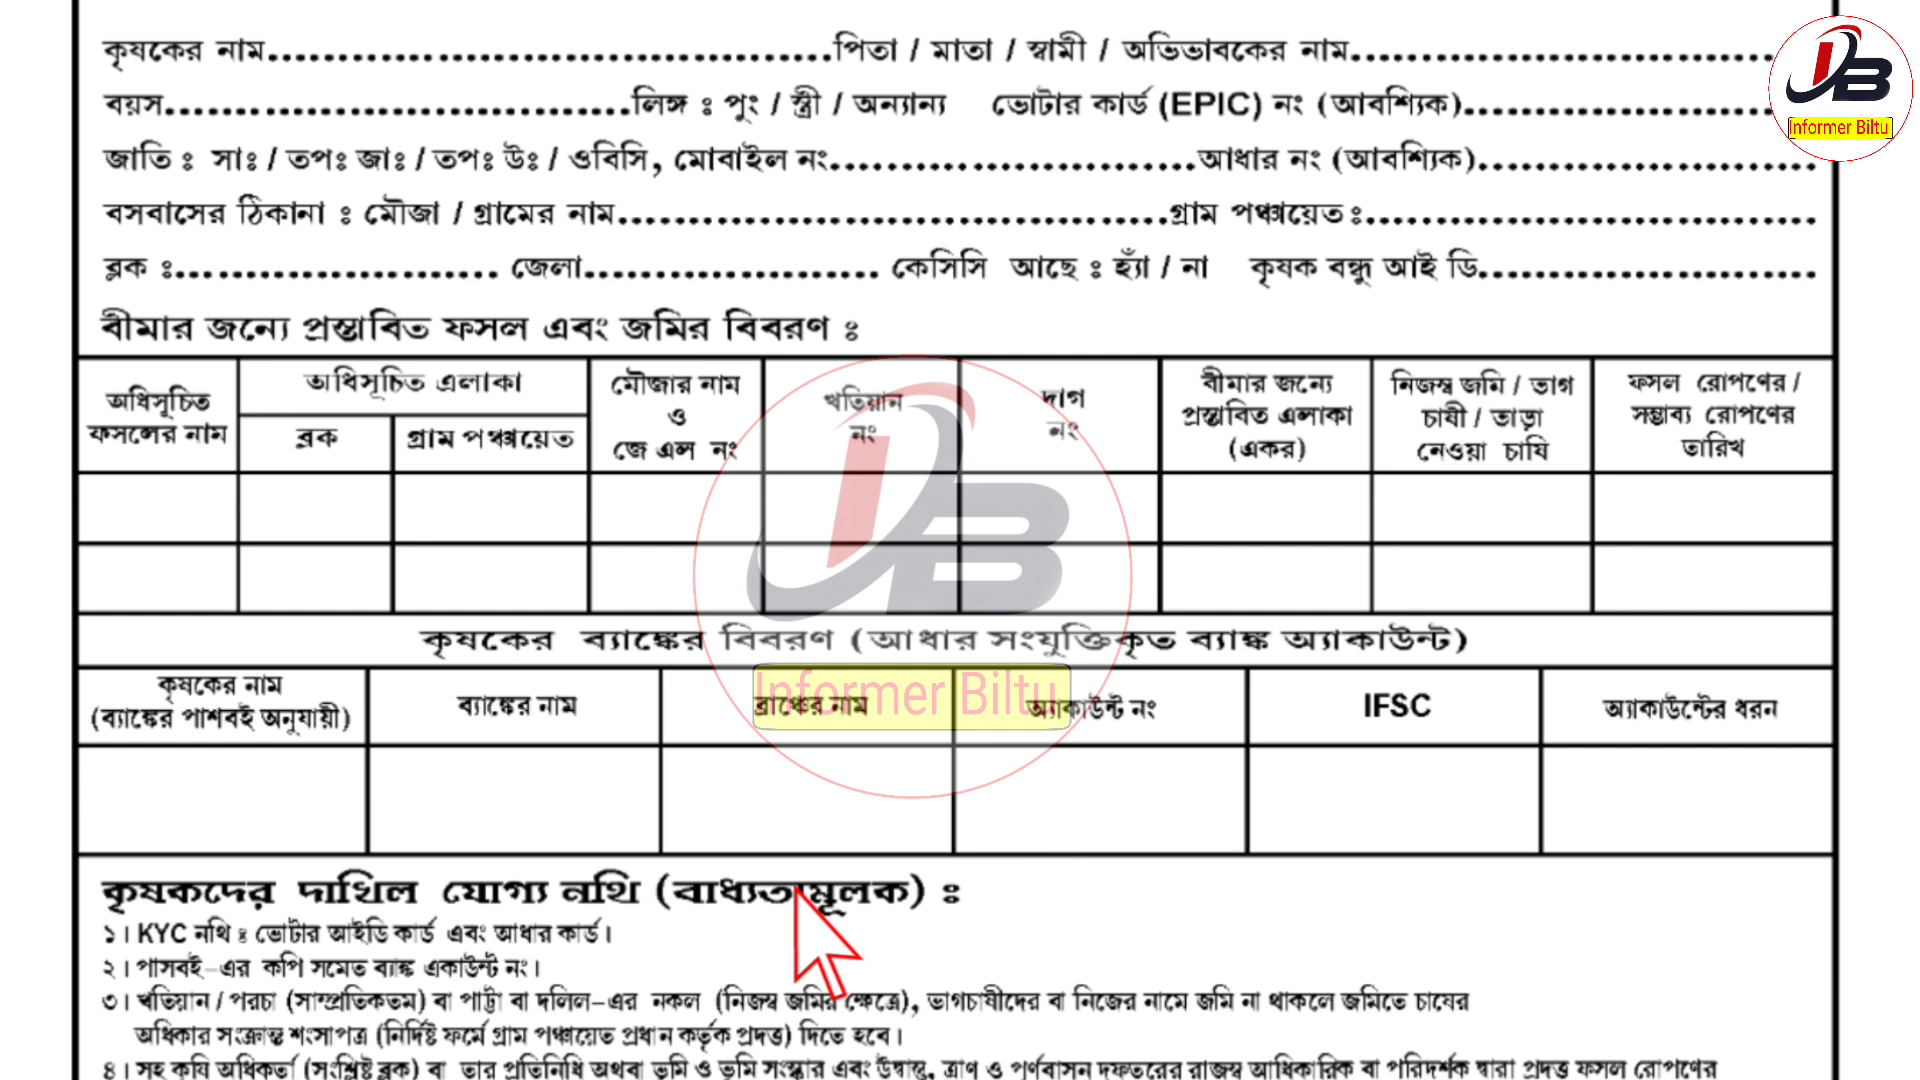 কৃষকের নাম......................................পিতা / মাতা / স্বামী / অভিভাবকের নাম..............................
বয়স.................................লিঙ্গ ঃ পুং / স্ত্রী / অন্যান্য ভোটার কার্ড (EPIC) নং (আবশ্যিক).....................
জাতি ঃ সাঃ / তপঃ জাঃ / তপঃ উঃ / ওবিসি, মোবাইল নং..........................আধার নং (আবশ্যিক)........................
বসবাসের ঠিকানা ঃ মৌজা / গ্রামের নাম.......................................গ্রাম পঞ্চায়েতঃ................................
ব্লক ঃ....................... জেলা..................... কেসিসি আছে ঃ হ্যাঁ / না কৃষক বন্ধু আই ডি........................
বীমার জন্যে প্রস্তাবিত ফসল এবং জমির বিবরণ ঃ
অধিসূচিত ফসলের নাম
অধিসূচিত এলাকা
ব্লক
গ্রাম পঞ্চায়েত
মৌজার নাম
ও
জে এল নং
খতিয়ান
নং
দাগ
নং
বীমার জন্যে
প্রস্তাবিত এলাকা
(একর)
নিজস্ব জমি / ভাগ
চাষী / ভাড়া
নেওয়া চাষি
ফসল রোপণের /
সম্ভাব্য রোপণের
তারিখ
কৃষকের ব্যাঙ্কের বিবরণ (আধার সংযুক্তিকৃত ব্যাঙ্ক অ্যাকাউন্ট)
কৃষকের নাম
(ব্যাঙ্কের পাশবই অনুযায়ী)
ব্যাঙ্কের নাম
ব্রাঞ্চের নাম
অ্যাকাউন্ট নং
IFSC
অ্যাকাউন্টের ধরন
Informer Biltu
Informer Biltu
কৃষকদের দাখিল যোগ্য নথি (বাধ্যতামূলক) ঃ
১। KYC নথি ঃ ভোটার আইডি কার্ড এবং আধার কার্ড।
২। পাসবই-এর কপি সমেত ব্যাঙ্ক একাউন্ট নং।
৩। খতিয়ান / পরচা (সাম্প্রতিকতম) বা পাট্টা বা দলিল-এর নকল (নিজস্ব জমির ক্ষেত্রে), ভাগচাষীদের বা নিজের নামে জমি না থাকলে জমিতে চাষের
অধিকার সংক্রান্ত শংসাপত্র (নির্দিষ্ট ফর্মে গ্রাম পঞ্চায়েত প্রধান কর্তৃক প্রদত্ত) দিতে হবে।
৪। সহ কৃষি অধিকর্তা (সংশ্লিষ্ট ব্লক) বা তার প্রতিনিধি অথবা ভূমি ও ভূমি সংস্কার এবং উদ্বাস্তু, ত্রাণ ও পূর্ণবাসন দফতরের রাজস্ব আধিকারিক বা পরিদর্শক দ্বারা প্রদত্ত ফসল রোপণের